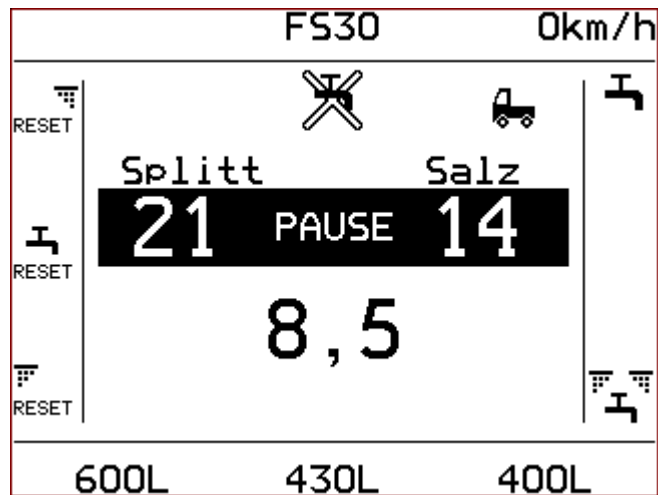 FS30 0km/h
RESET
Splitt Salz
21 PAUSE 14
RESET
8,5
RESET
600L 430L 400L